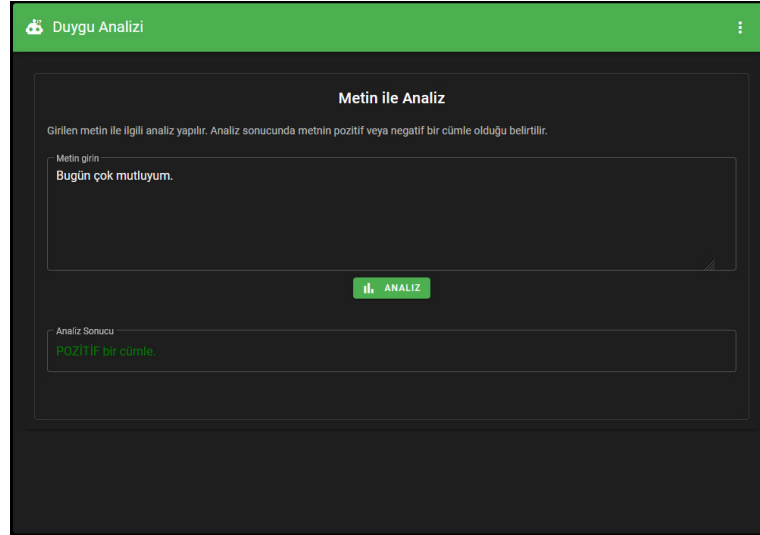 Duygu Analizi
Metin ile Analiz
Girilen metin ile ilgili analiz yapılır. Analiz sonucunda metnin pozitif veya negatif bir cümle olduğu belirtilir.
Metin girin
Bugün çok mutluyum.
ANALIZ
Analiz Sonucu
POZİTİF bir cümle.